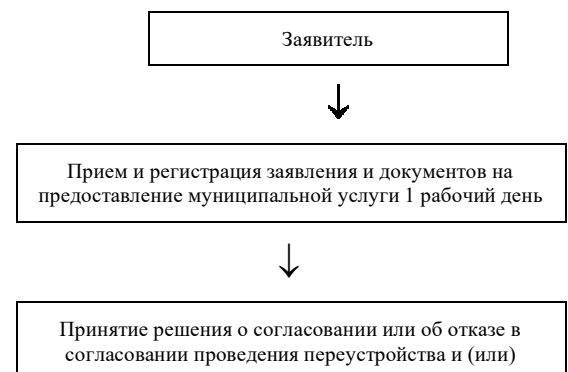 Заявитель
Прием и регистрация заявления и документов на
предоставление муниципальной услуги 1 рабочий день
Принятие решения о согласовании или об отказе в
согласовании проведения переустройства и (или)